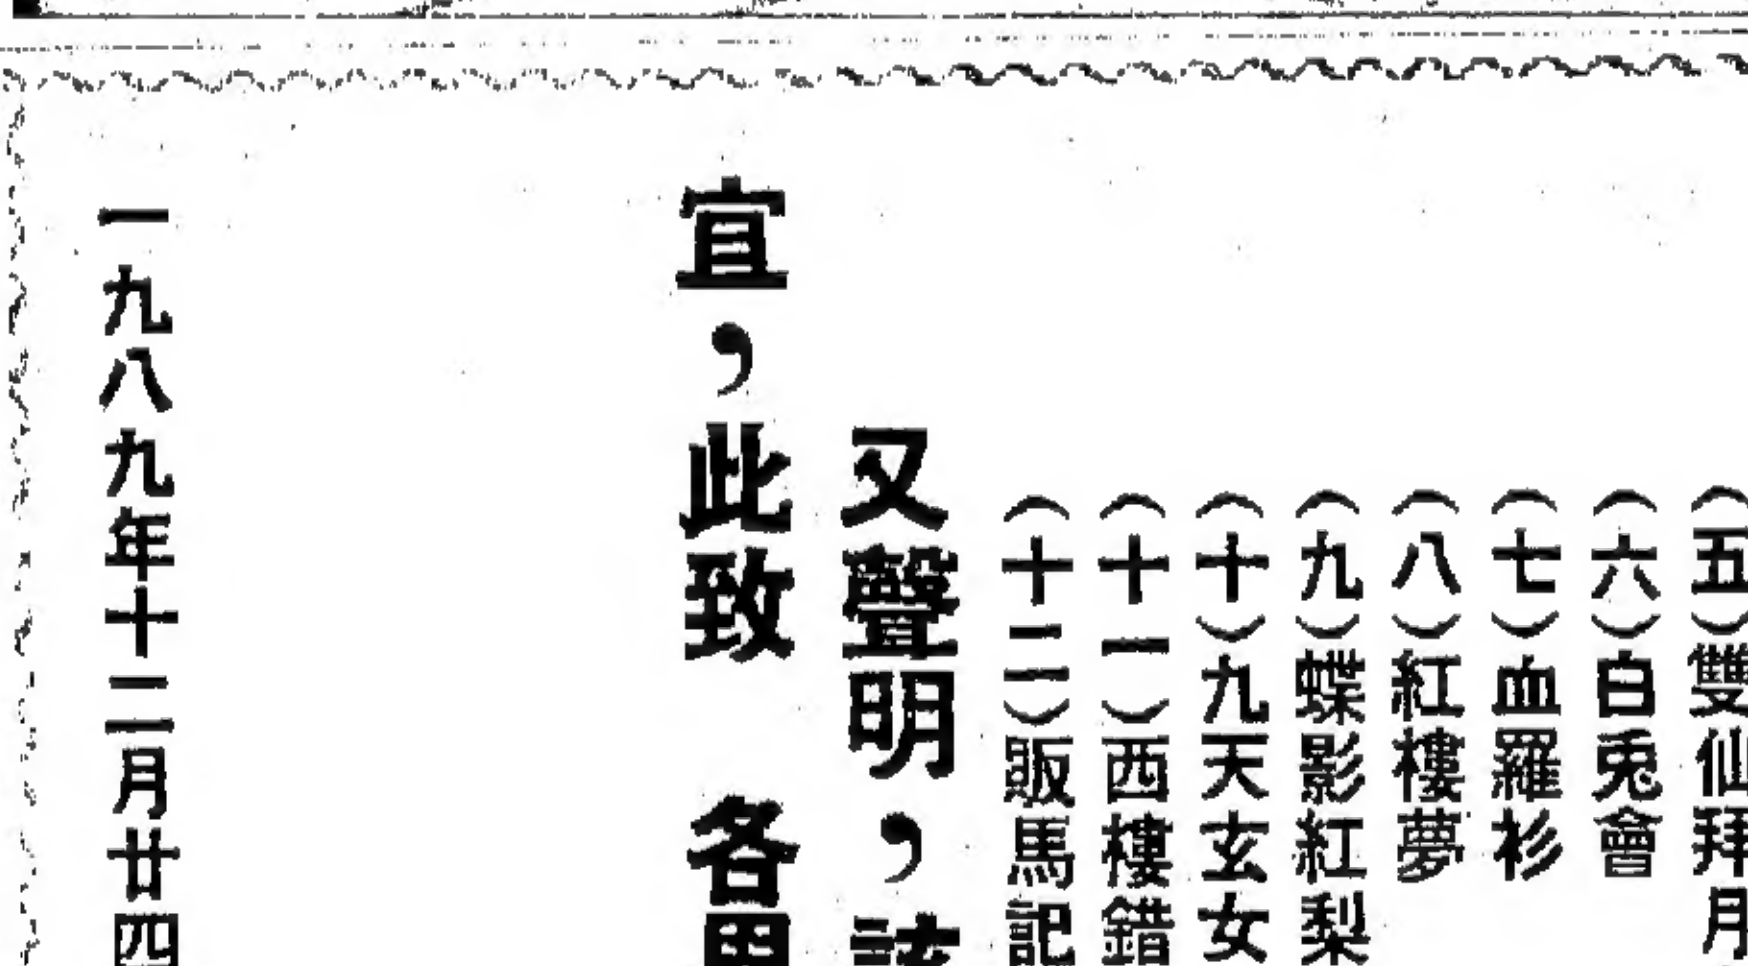 （五）雙仙拜月
（六）白兎會
（七）血羅衫
（八）紅樓夢
（九）蝶影紅梨
（十）九天玄女
（十一）西樓錯
（十二）販馬記
又聲明，
宣，此致 各界
一九八九年十二月廿四